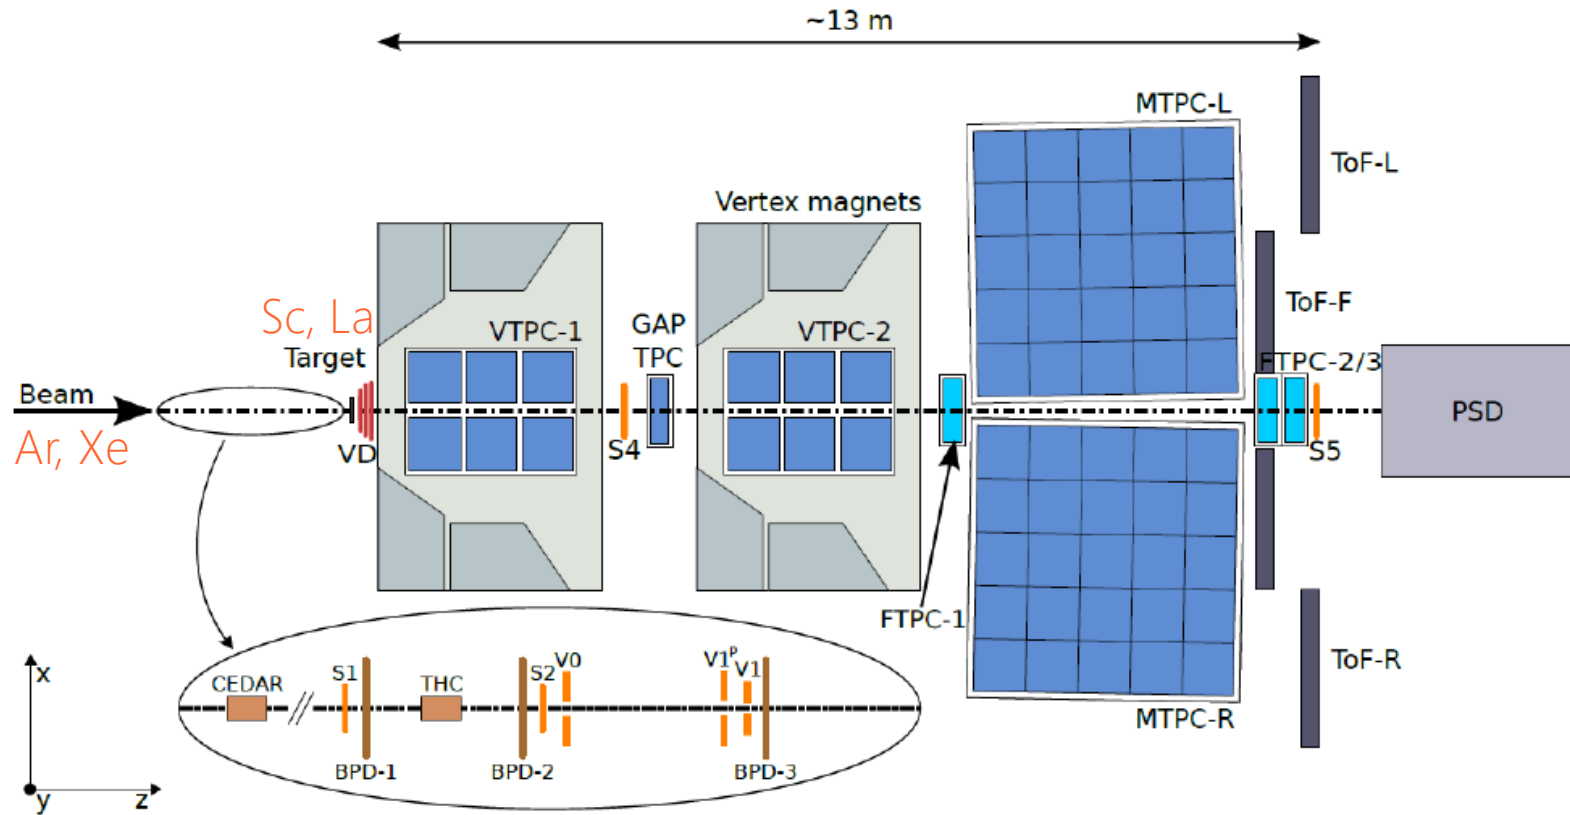 ~13 m
MTPC-L
ToF-L
Vertex magnets
Sc, La
Target
VTPC-1
GAP
TPC
VTPC-2
ToF-F
FTPC-2/3
Beam
Ar, Xe
VD
S4
S5
PSD
FTPC-1
MTPC-R
ToF-R
x
y
z
CEDAR
S1
BPD-1
THC
BPD-2
S2
V0
V1ᴾ
V1
BPD-3